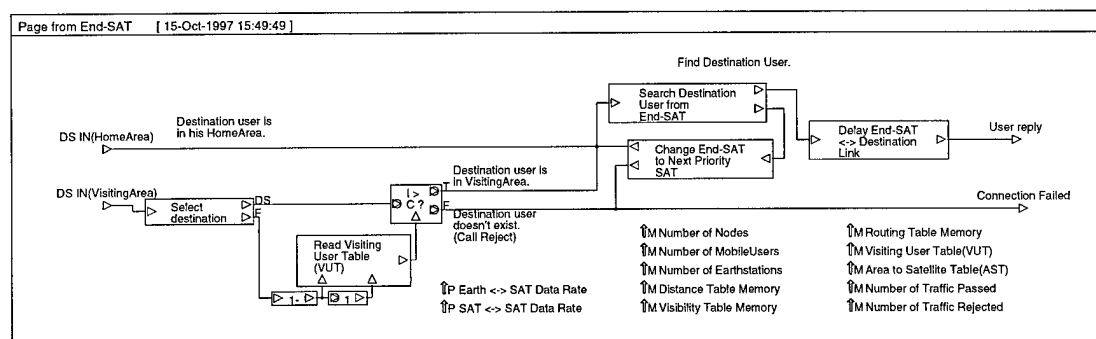 Page from End-SAT [ 15-Oct-1997 15:49:49 ]
Find Destination User.
Search Destination
User from
End-SAT
Destination user is
in his HomeArea.
DS IN(HomeArea)
Delay End-SAT
<-> Destination
Link
User reply
Change End-SAT
to Next Priority
SAT
Destination user is
in VisitingArea.
DS IN(VisitingArea)
Select
destination
DS
E
I >
C ?
T
F
Connection Failed
Destination user
doesn't exist.
(Call Reject)
Read Visiting
User Table
(VUT)
1-
1
⇧P Earth <-> SAT Data Rate
⇧P SAT <-> SAT Data Rate
⇧M Number of Nodes
⇧M Number of MobileUsers
⇧M Number of Earthstations
⇧M Distance Table Memory
⇧M Visibility Table Memory
⇧M Routing Table Memory
⇧M Visiting User Table(VUT)
⇧M Area to Satellite Table(AST)
⇧M Number of Traffic Passed
⇧M Number of Traffic Rejected